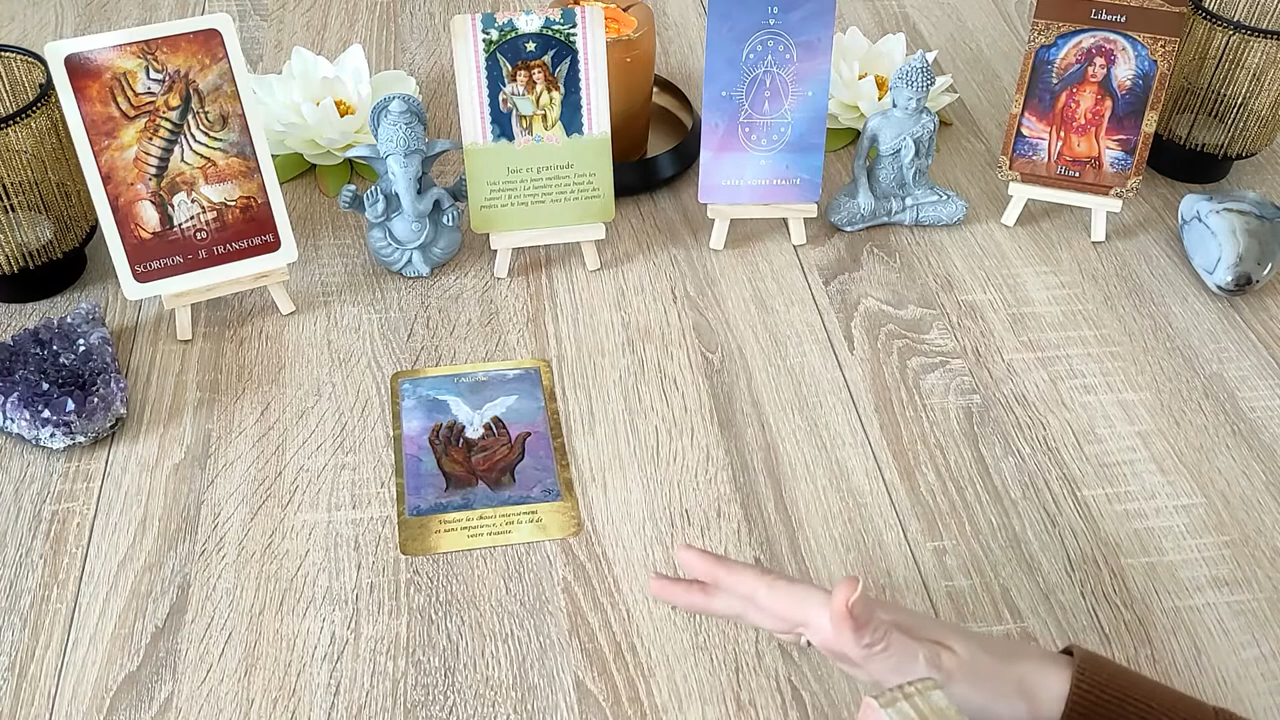 20
SCORPION - JE TRANSFORME
17
Joie et gratitude
Voici venus des jours meilleurs. Finis les
problèmes ! La lumière est au bout du
tunnel ! Il est temps pour vous de faire des
projets sur le long terme. Ayez foi en l'avenir !
10
CRÉEZ VOTRE RÉALITÉ
Liberté
Hina
Vouloir les choses intensément
et sans impatience, c'est la clé de
votre réussite.